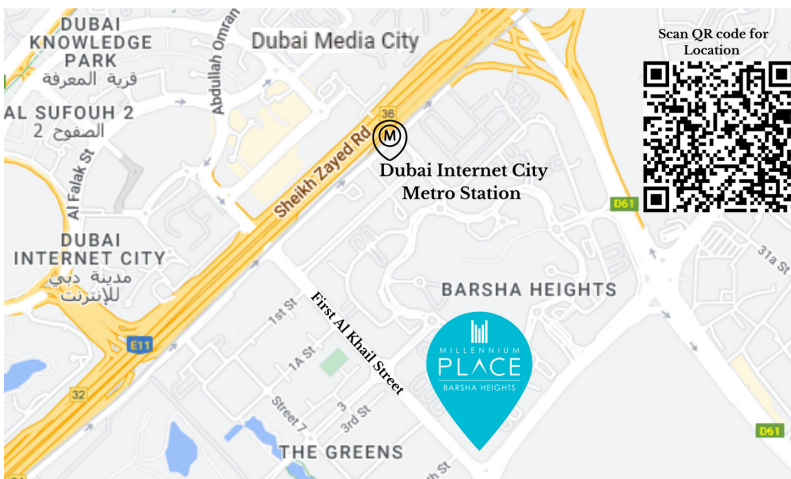 DUBAI
KNOWLEDGE
PARK
قرية المعرفة
Abdullah Omran
Dubai Media City
Scan QR code for
Location
AL SUFOUH 2
الصفوح 2
Al Falak St
36
M
Sheikh Zayed Rd
Dubai Internet City
Metro Station
D61
DUBAI
INTERNET CITY
مدينة دبي
للإنترنت
31a St
BARSHA HEIGHTS
First Al Khail Street
1st St
E11
1A St
MILLENNIUM
PLACE
BARSHA HEIGHTS
32
Street 7
3
3rd St
D61
THE GREENS
th St